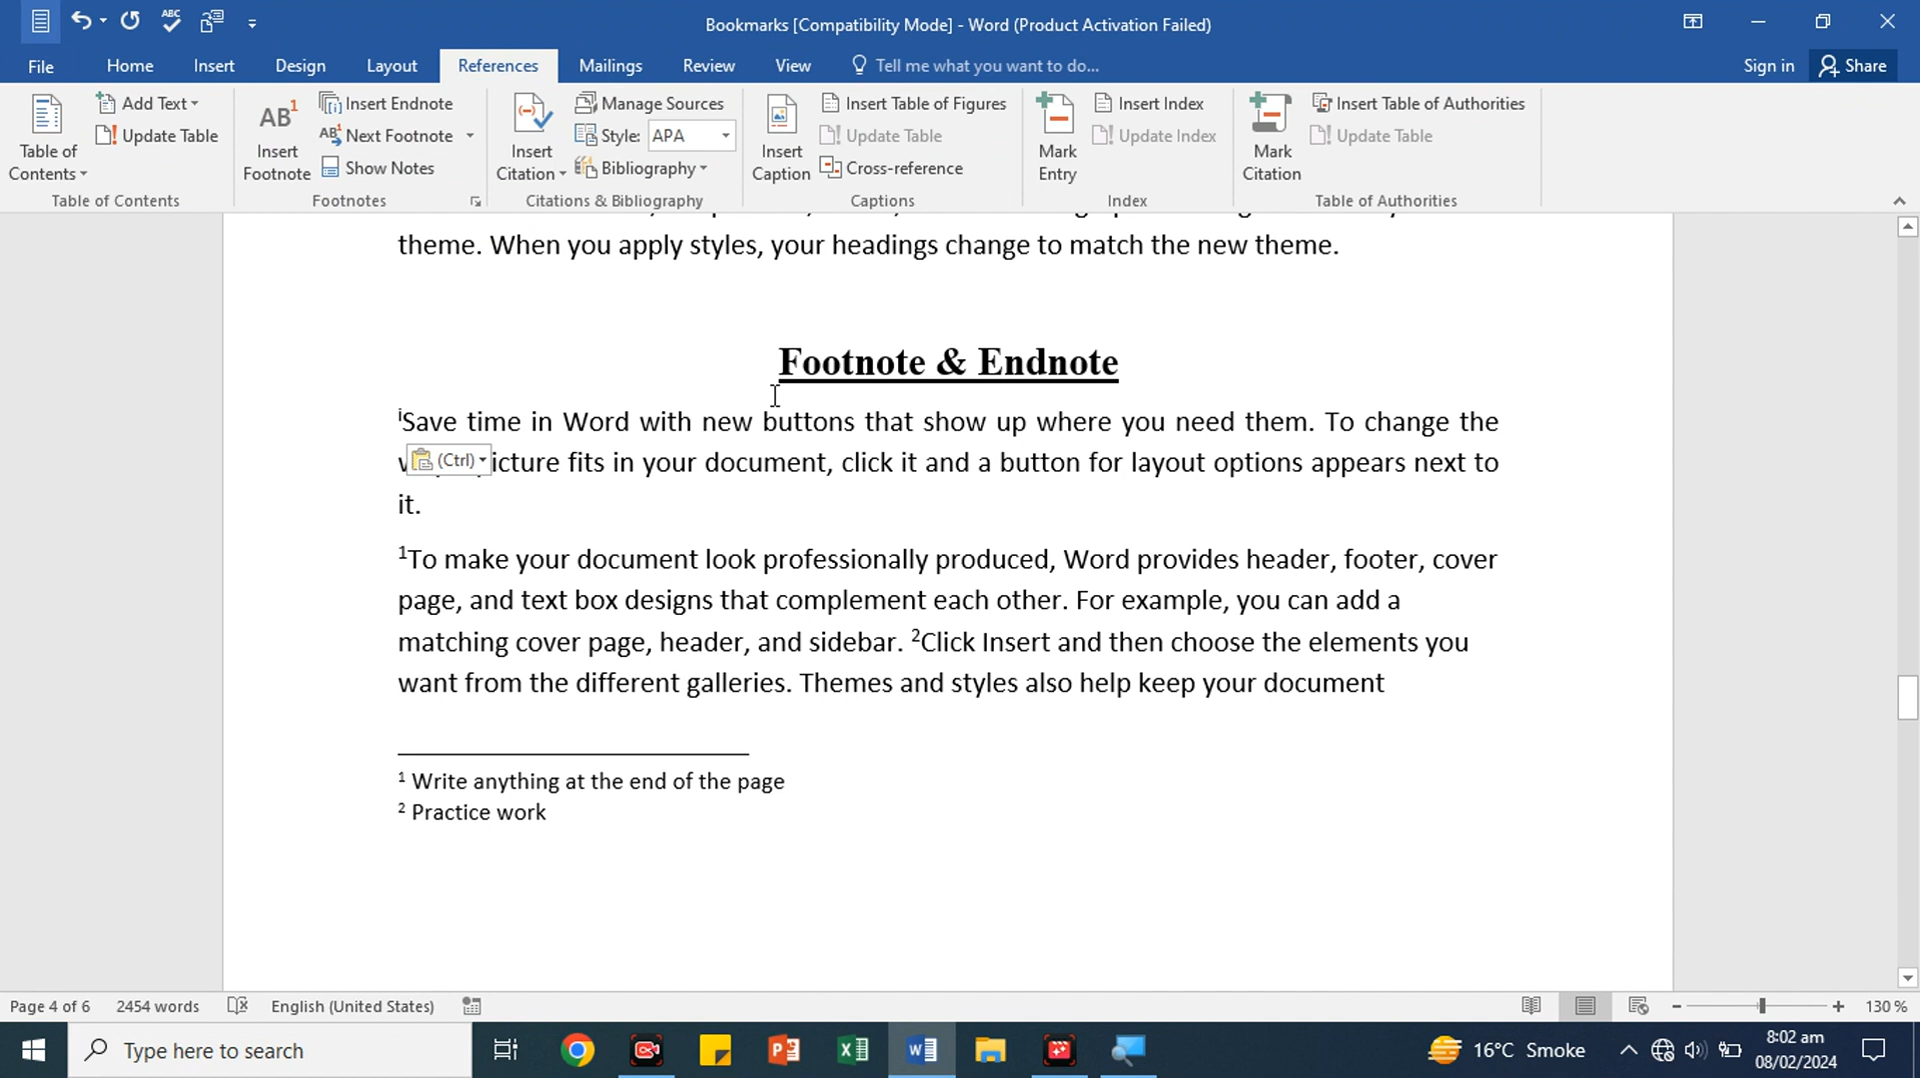 Bookmarks [Compatibility Mode] - Word (Product Activation Failed)
File Home Insert Design Layout References Mailings Review View Tell me what you want to do... Sign in Share
Table of Contents
Add Text
Update Table
Table of Contents
AB1
Insert Footnote
Insert Endnote
Next Footnote
Show Notes
Footnotes
Insert Citation
Manage Sources
Style: APA
Bibliography
Citations & Bibliography
Insert Caption
Insert Table of Figures
Update Table
Cross-reference
Captions
Mark Entry
Insert Index
Update Index
Index
Mark Citation
Insert Table of Authorities
Update Table
Table of Authorities
theme. When you apply styles, your headings change to match the new theme.
Footnote & Endnote
iSave time in Word with new buttons that show up where you need them. To change the
(Ctrl) icture fits in your document, click it and a button for layout options appears next to
it.
1To make your document look professionally produced, Word provides header, footer, cover
page, and text box designs that complement each other. For example, you can add a
matching cover page, header, and sidebar. 2Click Insert and then choose the elements you
want from the different galleries. Themes and styles also help keep your document
1 Write anything at the end of the page
2 Practice work
Page 4 of 6 2454 words English (United States) 130 %
Type here to search
16°C Smoke
8:02 am
08/02/2024